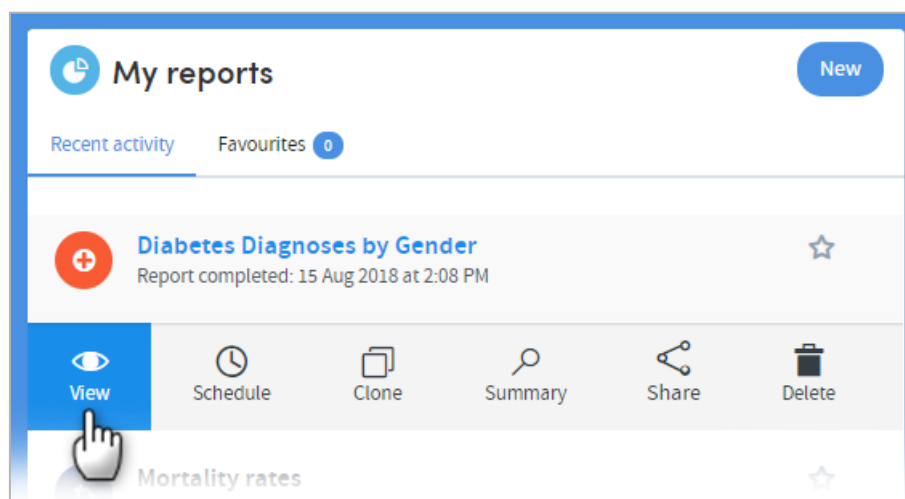 My reports
New
Recent activity Favourites 0
Diabetes Diagnoses by Gender
Report completed: 15 Aug 2018 at 2:08 PM
View Schedule Clone Summary Share Delete
Mortality rates